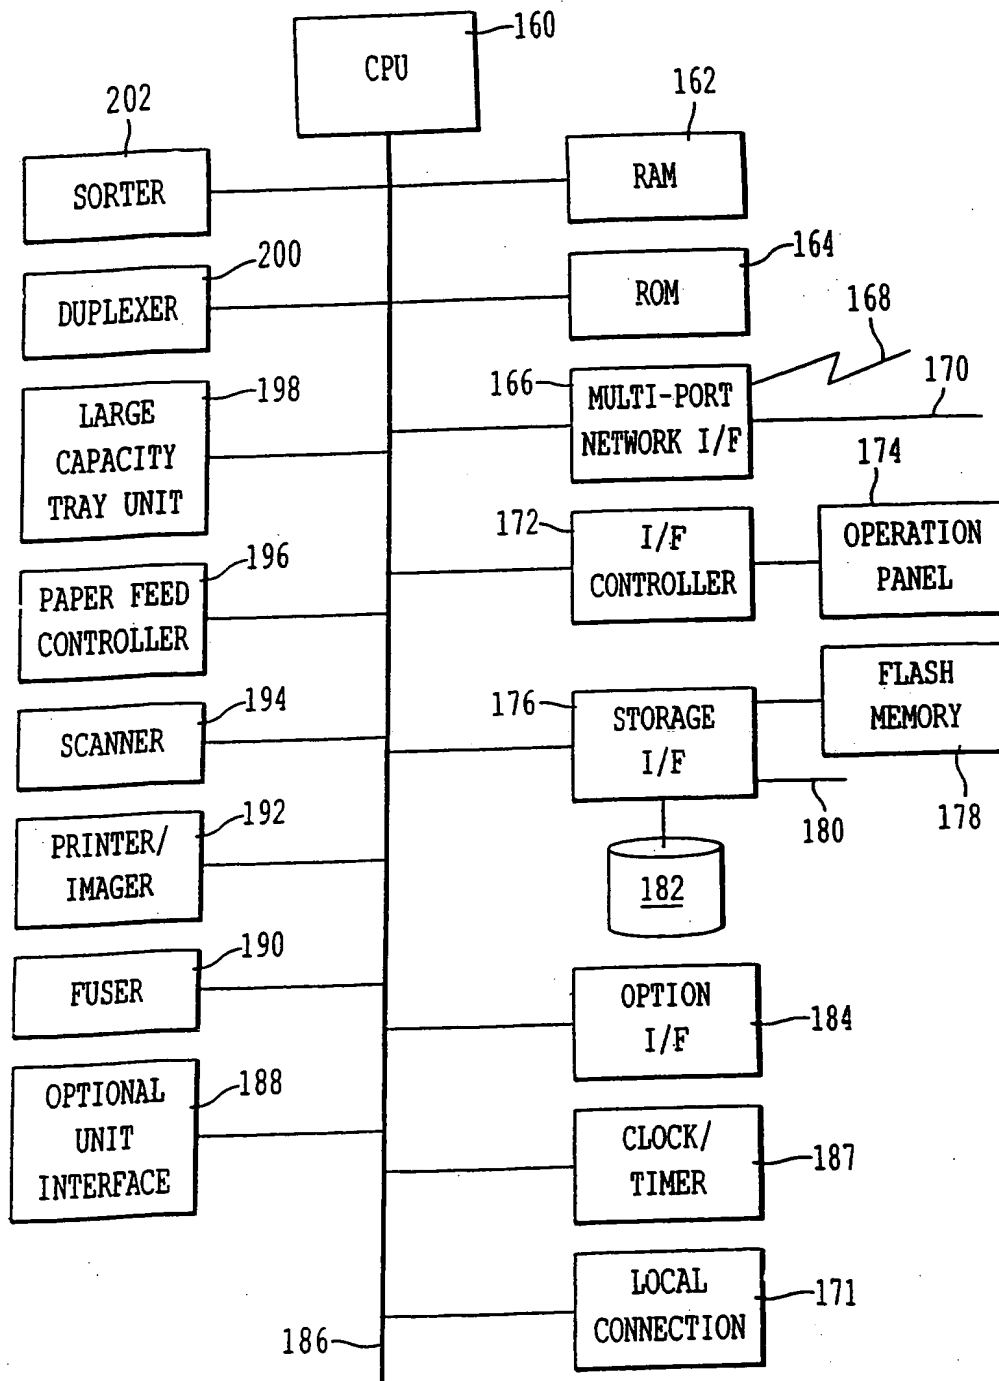 160
CPU
202
162
SORTER
RAM
200
164
DUPLEXER
ROM
168
198
166
170
LARGE
CAPACITY
TRAY UNIT
MULTI-PORT
NETWORK I/F
174
172
I/F
CONTROLLER
OPERATION
PANEL
196
PAPER FEED
CONTROLLER
194
SCANNER
176
STORAGE
I/F
FLASH
MEMORY
180
178
192
PRINTER/
IMAGER
182
190
FUSER
OPTION
I/F
184
188
OPTIONAL
UNIT
INTERFACE
CLOCK/
TIMER
187
LOCAL
CONNECTION
171
186